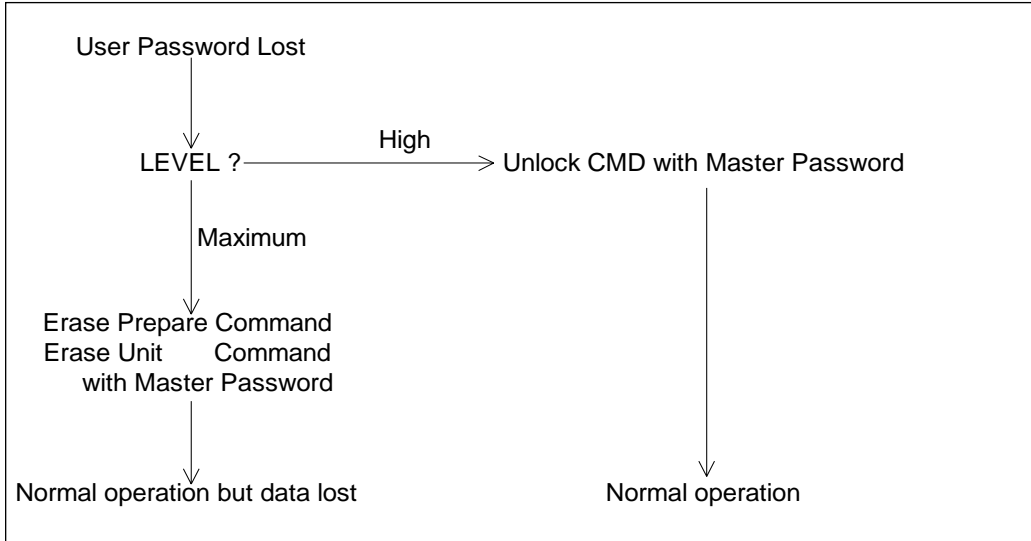 User Password Lost
High
LEVEL ?
Unlock CMD with Master Password
Maximum
Erase Prepare Command
Erase Unit Command
with Master Password
Normal operation but data lost
Normal operation